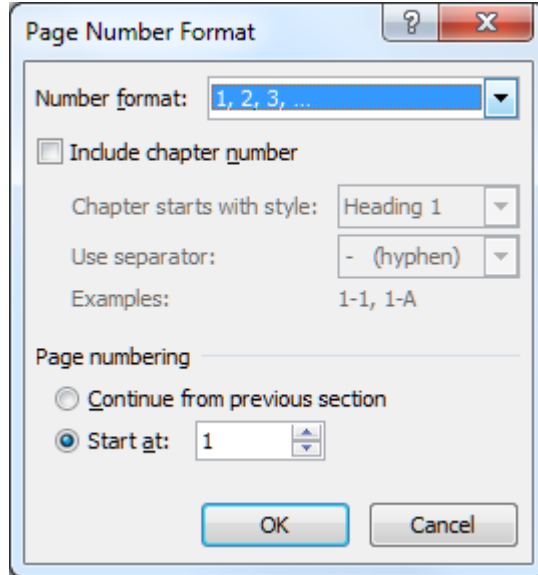 Page Number Format
Number format: 1, 2, 3, ...
Include chapter number
Chapter starts with style: Heading 1
Use separator: - (hyphen)
Examples: 1-1, 1-A
Page numbering
Continue from previous section
Start at: 1
OK Cancel